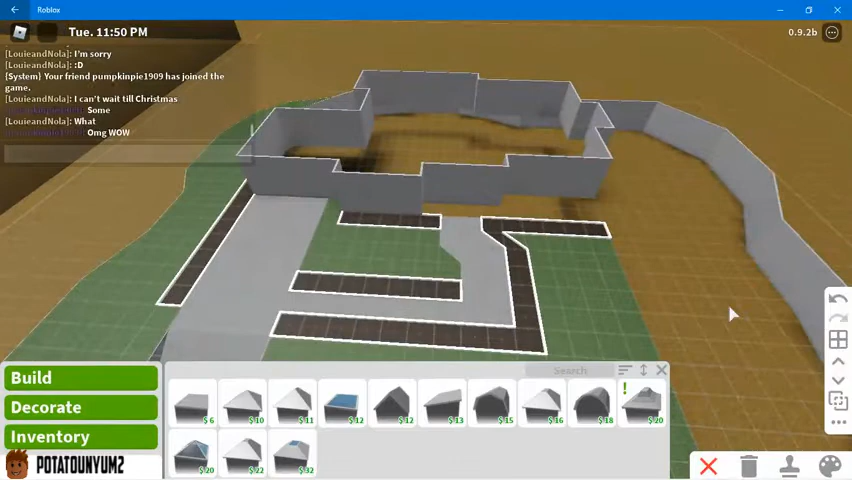 Roblox
Tue. 11:50 PM
0.9.2b
[LouieandNola]: I'm sorry
[LouieandNola]: :D
{System} Your friend pumpkinpie1909 has joined the
game.
[LouieandNola]: I can't wait till Christmas
Some
[LouieandNola]: What
Omg WOW
Build
Decorate
Inventory
POTATOUNYUM2
Search
$6
$10
$11
$12
$12
$13
$15
$16
$18
!
$20
$20
$22
$32